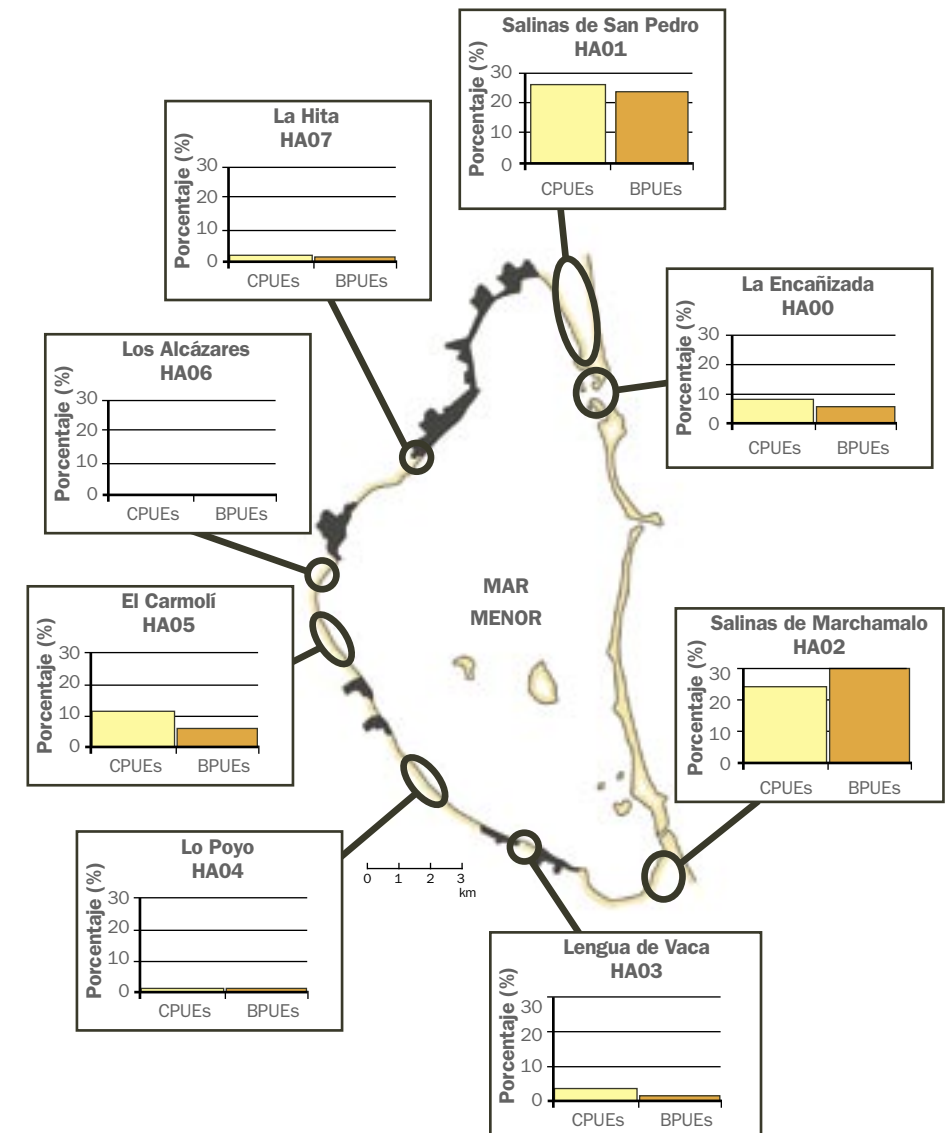 Salinas de San Pedro
HA01
Porcentaje (%)
30
20
10
0
CPUEs
BPUEs
La Hita
HA07
Porcentaje (%)
30
20
10
0
CPUEs
BPUEs
La Encañizada
HA00
Porcentaje (%)
30
20
10
0
CPUEs
BPUEs
Los Alcázares
HA06
Porcentaje (%)
30
20
10
0
CPUEs
BPUEs
MAR
MENOR
El Carmolí
HA05
Porcentaje (%)
30
20
10
0
CPUEs
BPUEs
Salinas de Marchamalo
HA02
Porcentaje (%)
30
20
10
0
CPUEs
BPUEs
Lo Poyo
HA04
Porcentaje (%)
30
20
10
0
CPUEs
BPUEs
0 1 2 3
km
Lengua de Vaca
HA03
Porcentaje (%)
30
20
10
0
CPUEs
BPUEs